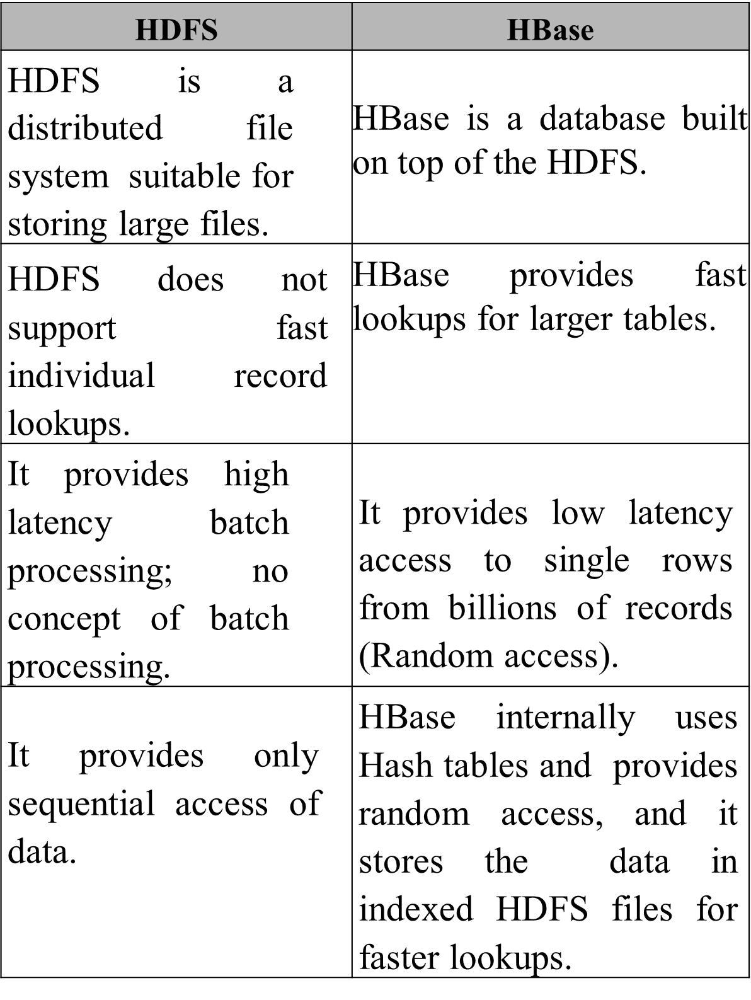 HDFS
HBase
HDFS is a
distributed file
system suitable for
storing large files.
HBase is a database built
on top of the HDFS.
HDFS does not
support fast
individual record
lookups.
HBase provides fast
lookups for larger tables.
It provides high
latency batch
processing; no
concept of batch
processing.
It provides low latency
access to single rows
from billions of records
(Random access).
It provides only
sequential access of
data.
HBase internally uses
Hash tables and provides
random access, and it
stores the data in
indexed HDFS files for
faster lookups.